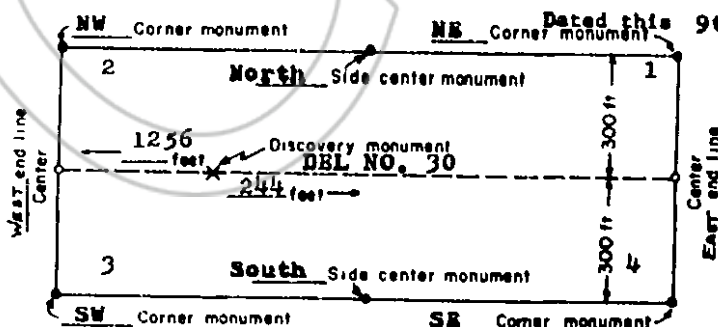 NW Corner monument NE Corner monument Dated this 9
2 North Side center monument 1
1256 feet Discovery monument 300 ft
WEST end line Center DEL NO. 30 Center EAST end line
244 feet
3 South Side center monument 300 ft 4
SW Corner monument SE Corner monument